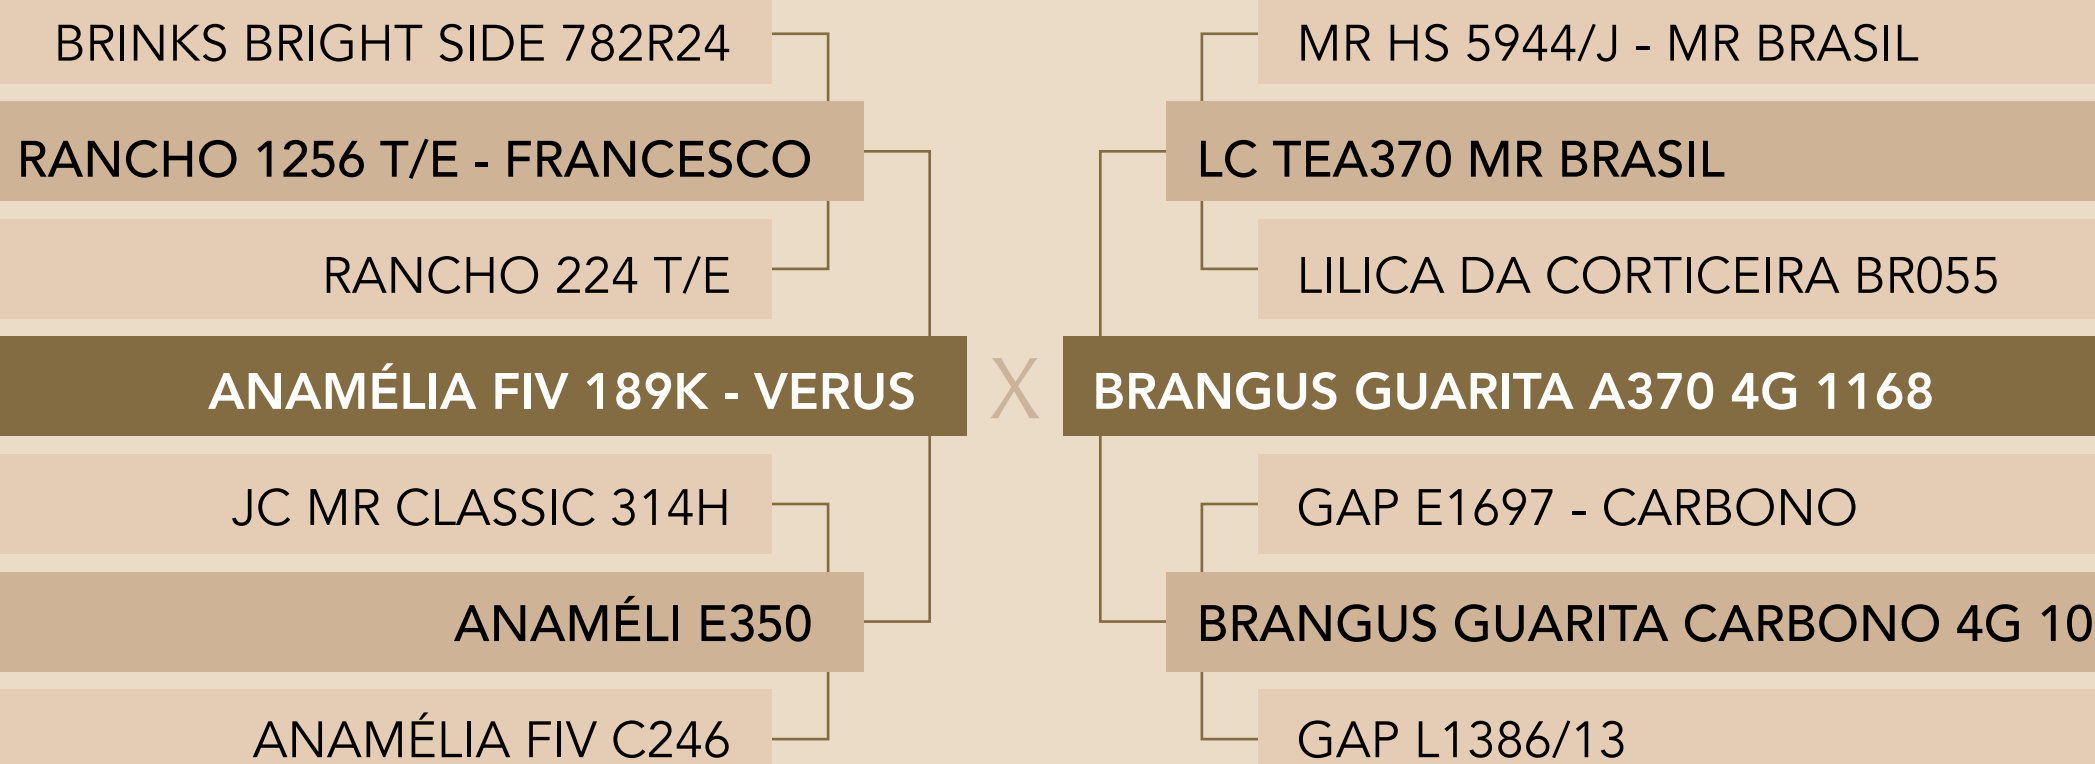 BRINKS BRIGHT SIDE 782R24
RANCHO 1256 T/E - FRANCESCO
RANCHO 224 T/E
ANAMÉLIA FIV 189K - VERUS
JC MR CLASSIC 314H
ANAMÉLI E350
ANAMÉLIA FIV C246
X
MR HS 5944/J - MR BRASIL
LC TEA370 MR BRASIL
LILICA DA CORTICEIRA BR055
BRANGUS GUARITA A370 4G 1168
GAP E1697 - CARBONO
BRANGUS GUARITA CARBONO 4G 10
GAP L1386/13